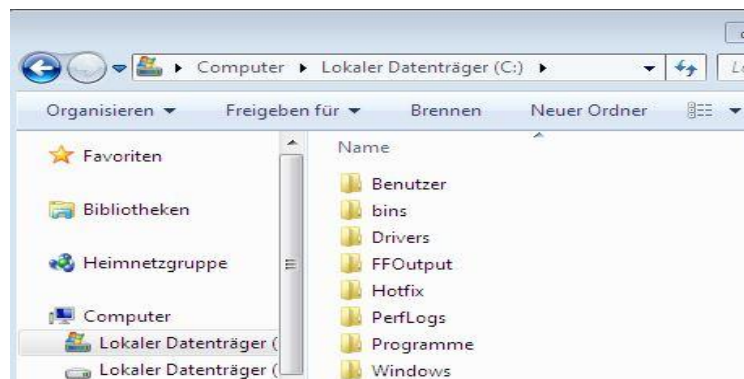 Computer Lokaler Datenträger (C:)
Organisieren Freigeben für Brennen Neuer Ordner
Favoriten
Bibliotheken
Heimnetzgruppe
Computer
Lokaler Datenträger (
Lokaler Datenträger (
Name
Benutzer
bins
Drivers
FFOutput
Hotfix
PerfLogs
Programme
Windows